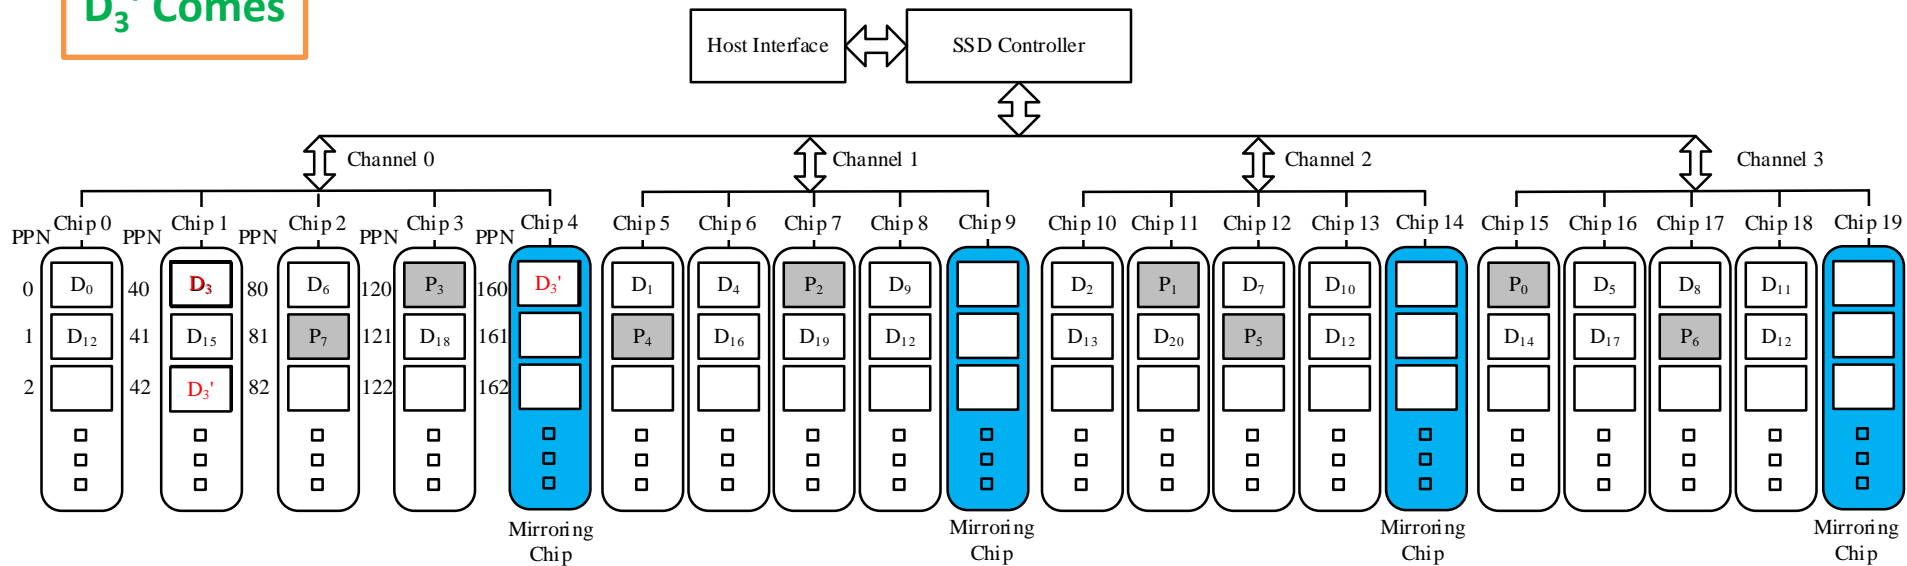 D₃' Comes
Host Interface
SSD Controller
Channel 0
Channel 1
Channel 2
Channel 3
PPN Chip 0 PPN Chip 1 PPN Chip 2 PPN Chip 3 PPN Chip 4 Chip 5 Chip 6 Chip 7 Chip 8 Chip 9 Chip 10 Chip 11 Chip 12 Chip 13 Chip 14 Chip 15 Chip 16 Chip 17 Chip 18 Chip 19
0 D₀ 40 D₃ 80 D₆ 120 P₃ 160 D₃' D₁ D₄ P₂ D₉ D₂ P₁ D₇ D₁₀ P₀ D₅ D₈ D₁₁
1 D₁₂ 41 D₁₅ 81 P₇ 121 D₁₈ 161 P₄ D₁₆ D₁₉ D₁₂ D₁₃ D₂₀ P₅ D₁₂ D₁₄ D₁₇ P₆ D₁₂
2 42 D₃' 82 122 162
Mirroring
Chip
Mirroring
Chip
Mirroring
Chip
Mirroring
Chip